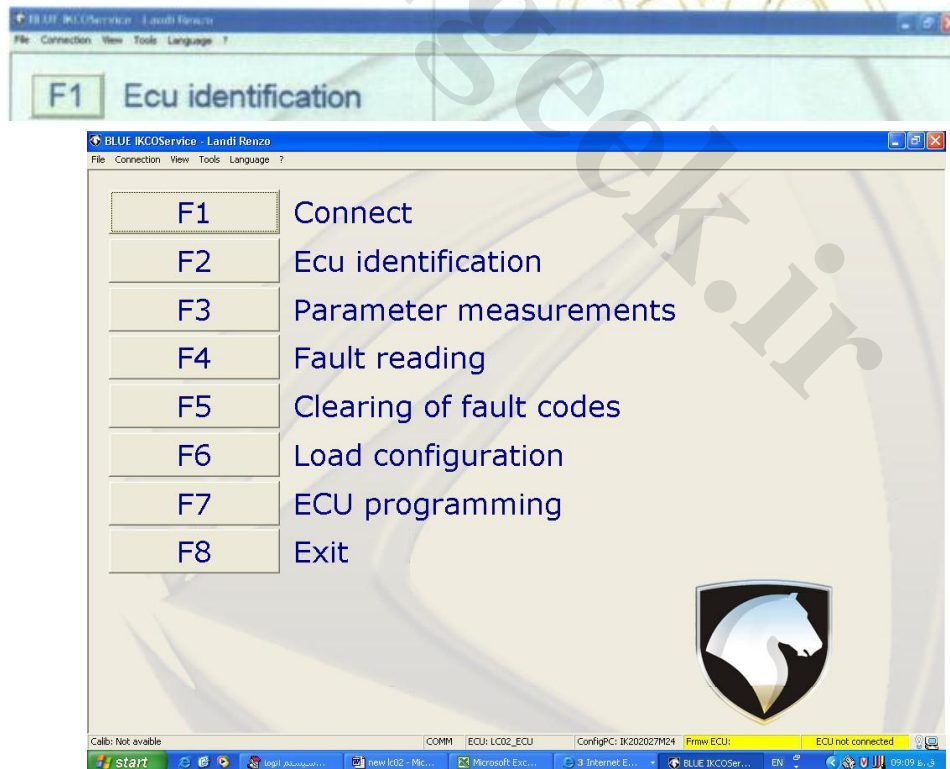 BLUE IKCOService - Landi Renzo
File Connection View Tools Language ?
F1 Ecu identification
BLUE IKCOService - Landi Renzo
File Connection View Tools Language ?
F1 Connect
F2 Ecu identification
F3 Parameter measurements
F4 Fault reading
F5 Clearing of fault codes
F6 Load configuration
F7 ECU programming
F8 Exit
Calib: Not avaible COMM ECU: LC02_ECU ConfigPC: IK202027M24 Frmw ECU: ECU not connected
start new lc02 - Mic... Microsoft Exc... 3 Internet E... BLUE IKCOSer... EN 09:09
geek.ir